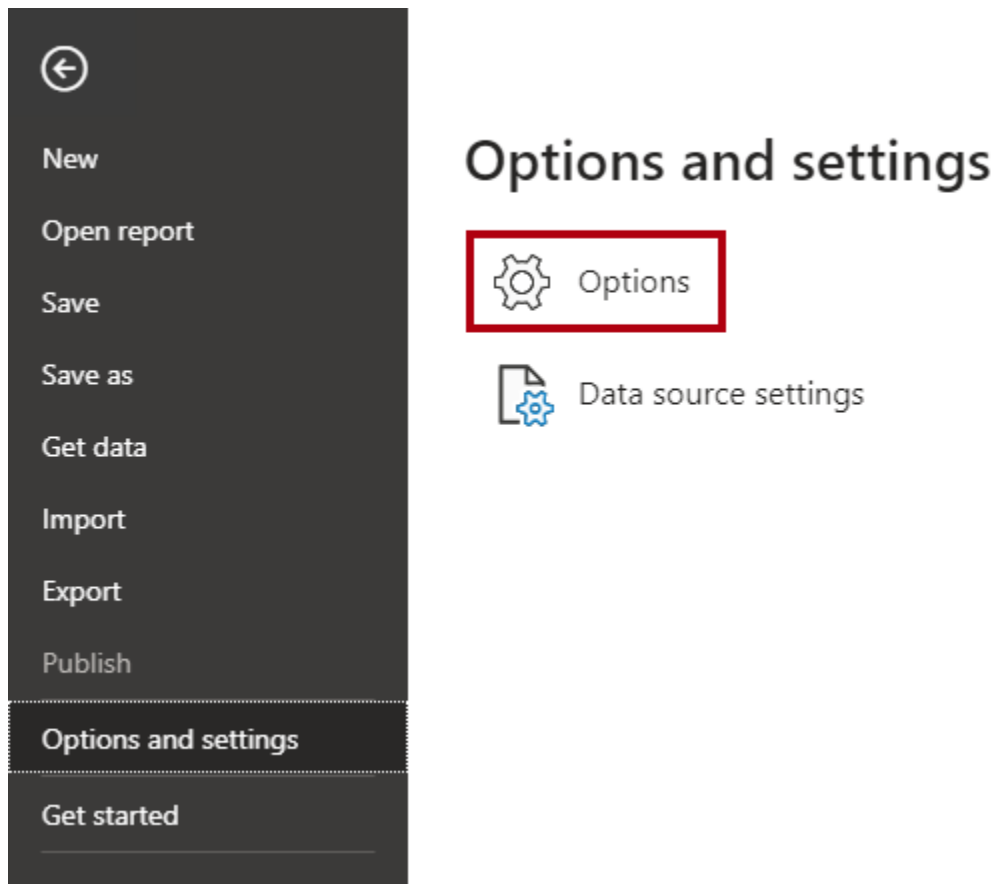 New
Open report
Save
Save as
Get data
Import
Export
Publish
Options and settings
Get started
Options and settings
Options
Data source settings